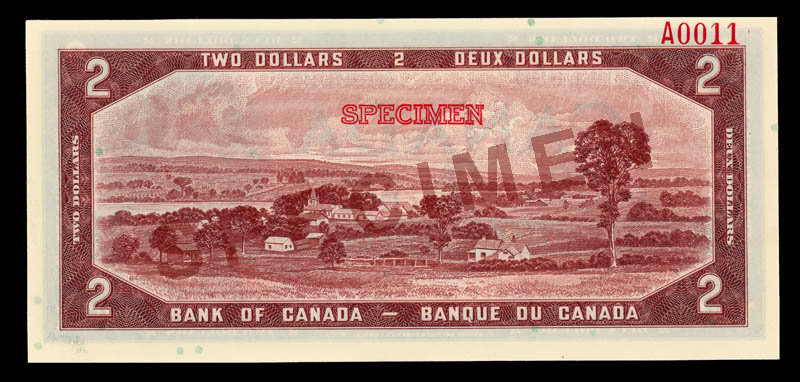 A0011
TWO DOLLARS 2 DEUX DOLLARS
2 2
SPECIMEN
SPECIMEN
TWO DOLLARS
DEUX DOLLARS
2 2
BANK OF CANADA — BANQUE DU CANADA